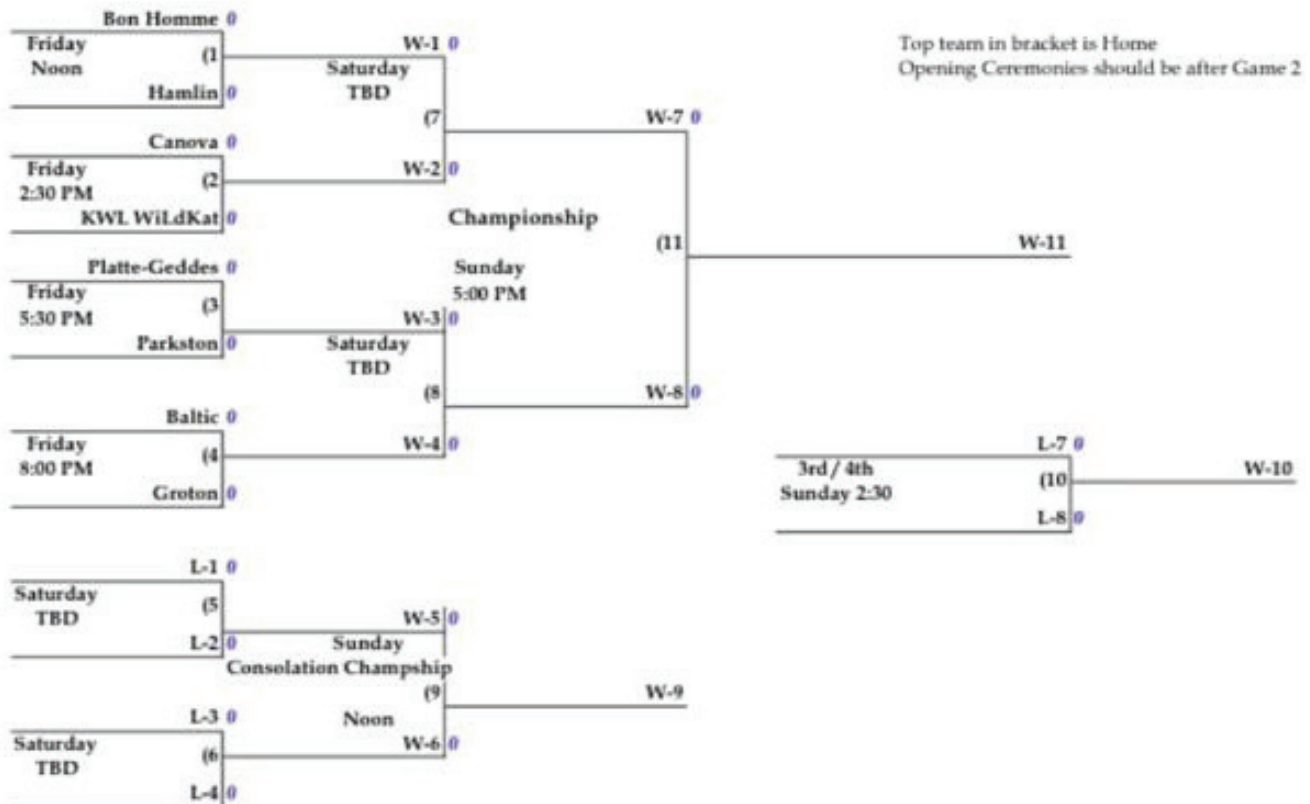 Bon Homme 0
Friday
Noon
(1
Hamlin 0
W-1 0
Saturday
TBD
(7
Top team in bracket is Home
Opening Ceremonies should be after Game 2
Canova 0
Friday
2:30 PM
(2
KWL WiLdKat 0
W-2 0
W-7 0
Championship
(11
Sunday
5:00 PM
W-11
Platte-Geddes 0
Friday
5:30 PM
(3
Parkston 0
W-3 0
Saturday
TBD
(8
W-8 0
Baltic 0
Friday
8:00 PM
(4
Groton 0
W-4 0
L-7 0
3rd / 4th
Sunday 2:30
(10
L-8 0
W-10
L-1 0
Saturday
TBD
(5
L-2 0
W-5 0
Sunday
Consolation Champship
(9
Noon
W-9
L-3 0
Saturday
TBD
(6
L-4 0
W-6 0